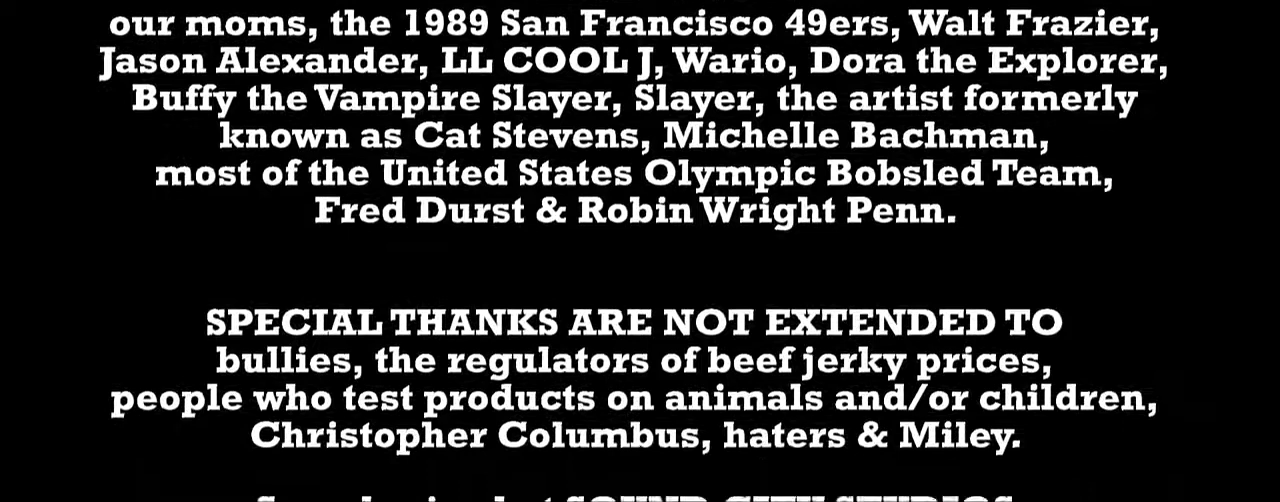 our moms, the 1989 San Francisco 49ers, Walt Frazier,
Jason Alexander, LL COOL J, Wario, Dora the Explorer,
Buffy the Vampire Slayer, Slayer, the artist formerly
known as Cat Stevens, Michelle Bachman,
most of the United States Olympic Bobsled Team,
Fred Durst & Robin Wright Penn.
SPECIAL THANKS ARE NOT EXTENDED TO
bullies, the regulators of beef jerky prices,
people who test products on animals and/or children,
Christopher Columbus, haters & Miley.